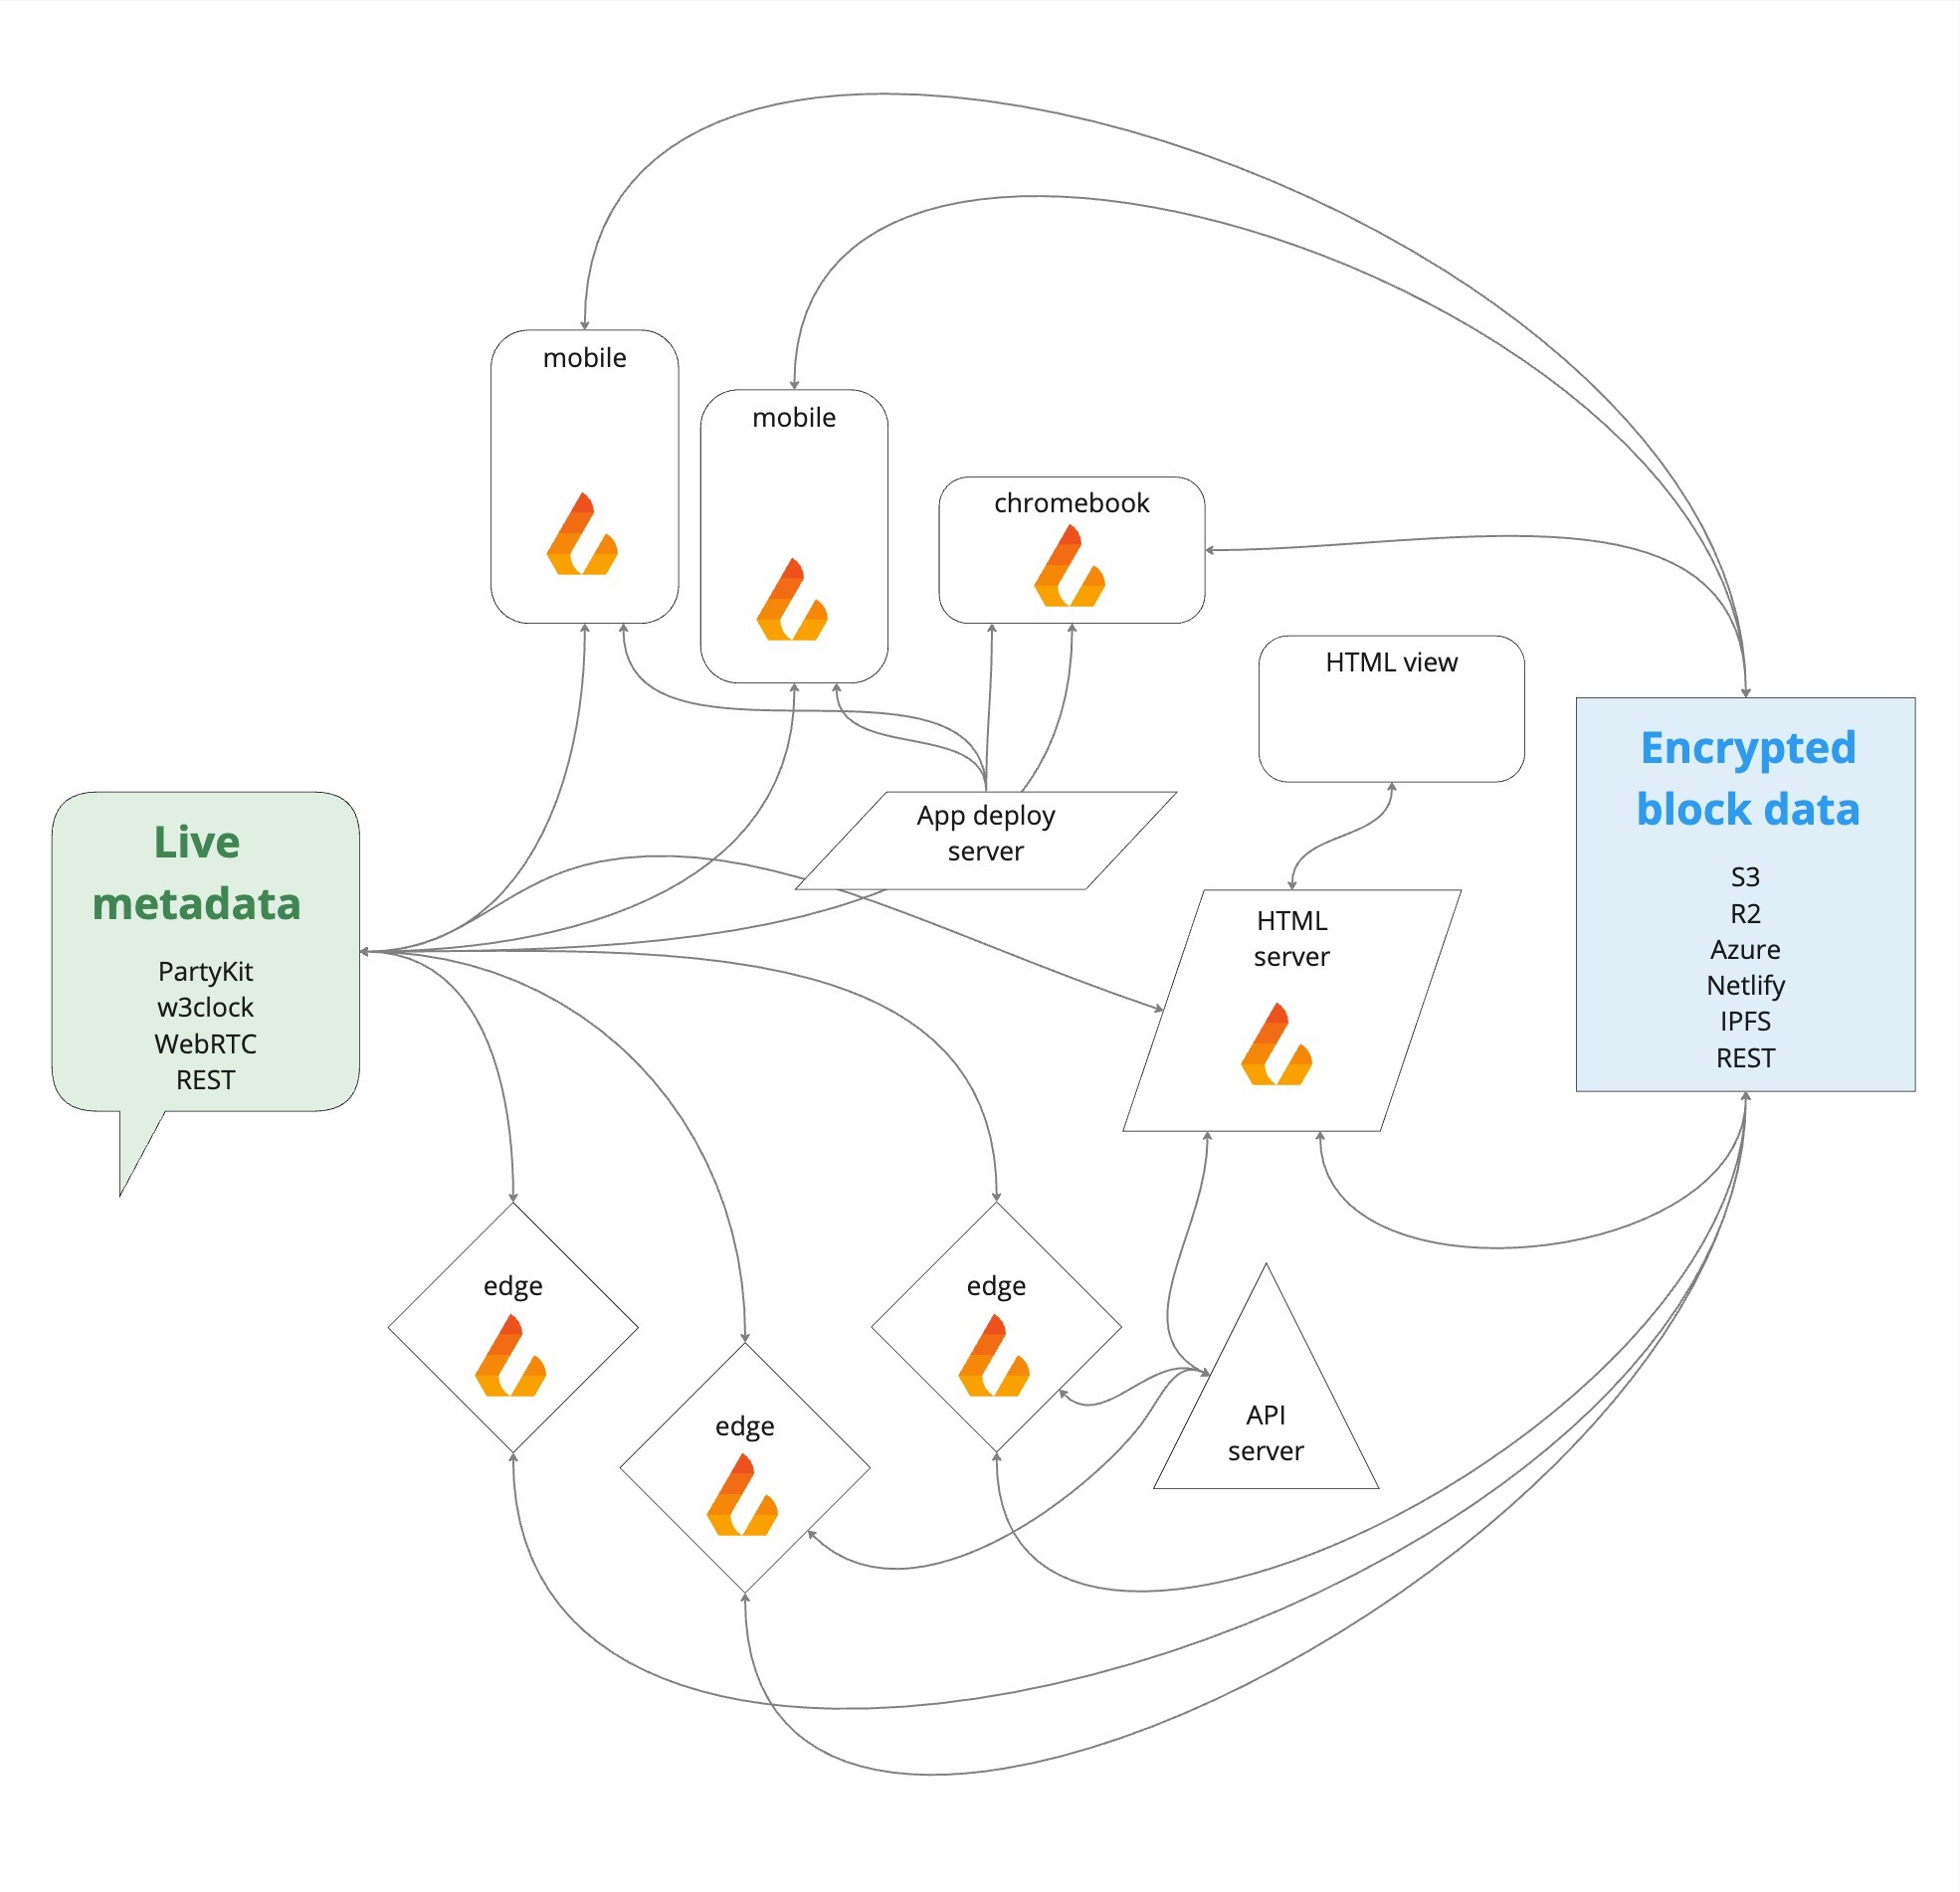 mobile
mobile
chromebook
HTML view
Encrypted
block data
S3
R2
Azure
Netlify
IPFS
REST
App deploy
server
Live
metadata
PartyKit
w3clock
WebRTC
REST
HTML
server
edge
edge
edge
API
server